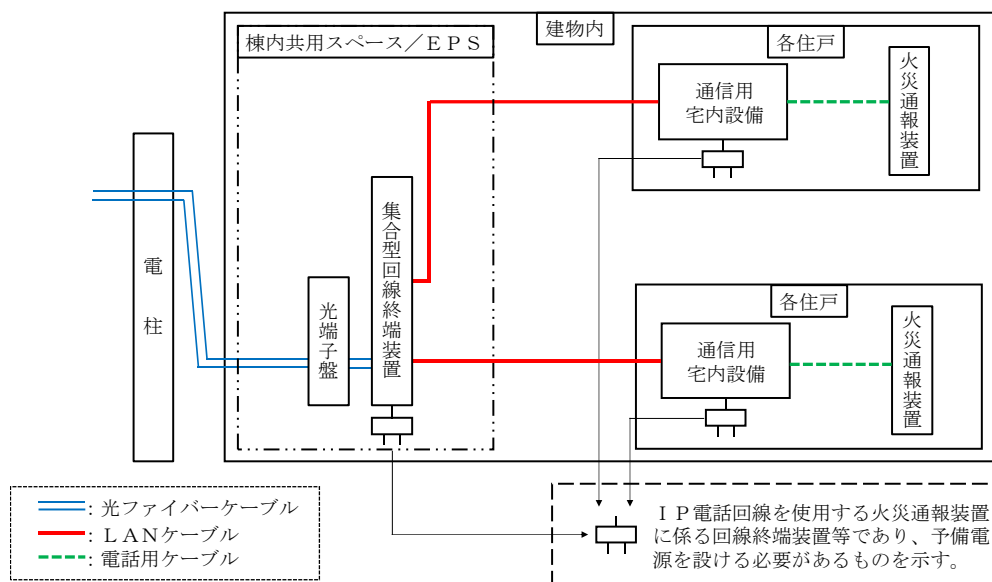 建物内
棟内共用スペース／ＥＰＳ
各住戸
通信用
宅内設備
火災通報装置
電柱
光端子盤
集合型回線終端装置
各住戸
通信用
宅内設備
火災通報装置
：光ファイバーケーブル
：ＬＡＮケーブル
：電話用ケーブル
ＩＰ電話回線を使用する火災通報装置
に係る回線終端装置等であり、予備電
源を設ける必要があるものを示す。